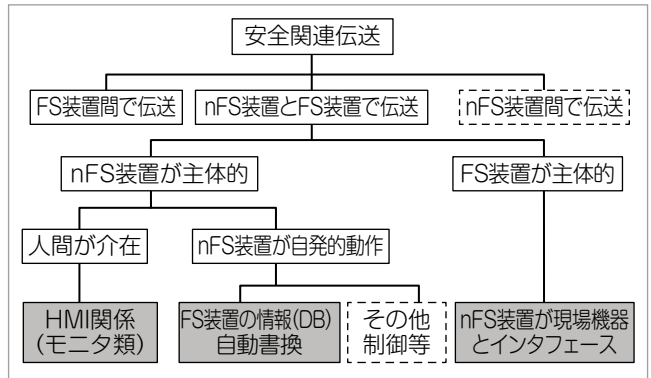 安全関連伝送
FS装置間で伝送
nFS装置とFS装置で伝送
nFS装置間で伝送
nFS装置が主体的
FS装置が主体的
人間が介在
nFS装置が自発的動作
HMI関係
(モニタ類)
FS装置の情報(DB)
自動書換
その他
制御等
nFS装置が現場機器
とインタフェース